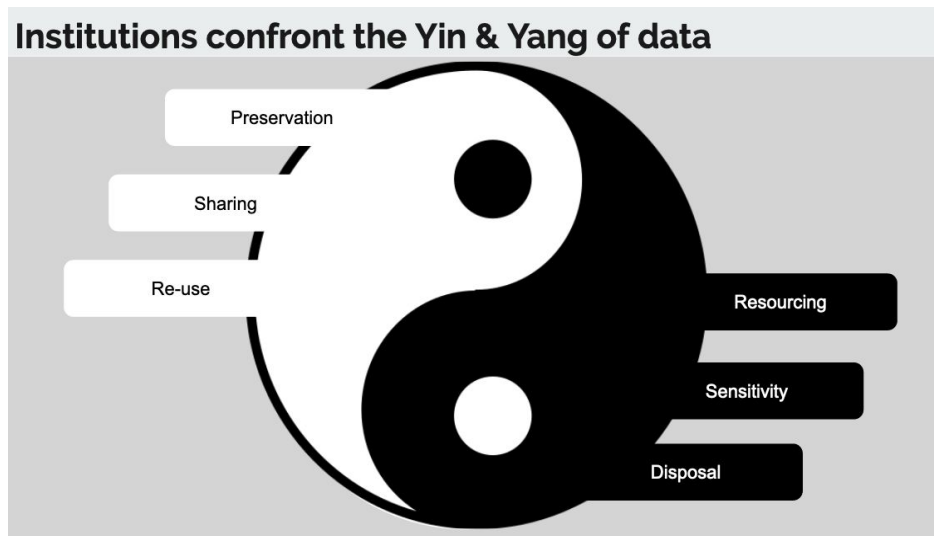 Institutions confront the Yin & Yang of data
Preservation
Sharing
Re-use
Resourcing
Sensitivity
Disposal